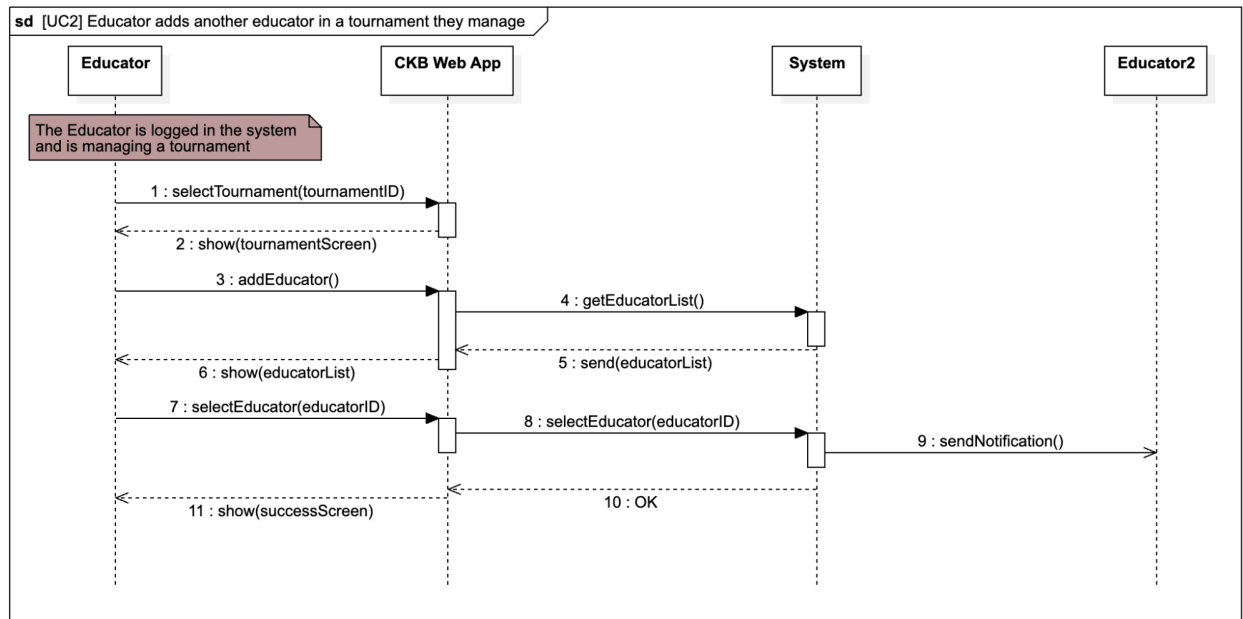 sd [UC2] Educator adds another educator in a tournament they manage
Educator
CKB Web App
System
Educator2
The Educator is logged in the system
and is managing a tournament
1 : selectTournament(tournamentID)
2 : show(tournamentScreen)
3 : addEducator()
4 : getEducatorList()
5 : send(educatorList)
6 : show(educatorList)
7 : selectEducator(educatorID)
8 : selectEducator(educatorID)
9 : sendNotification()
10 : OK
11 : show(successScreen)